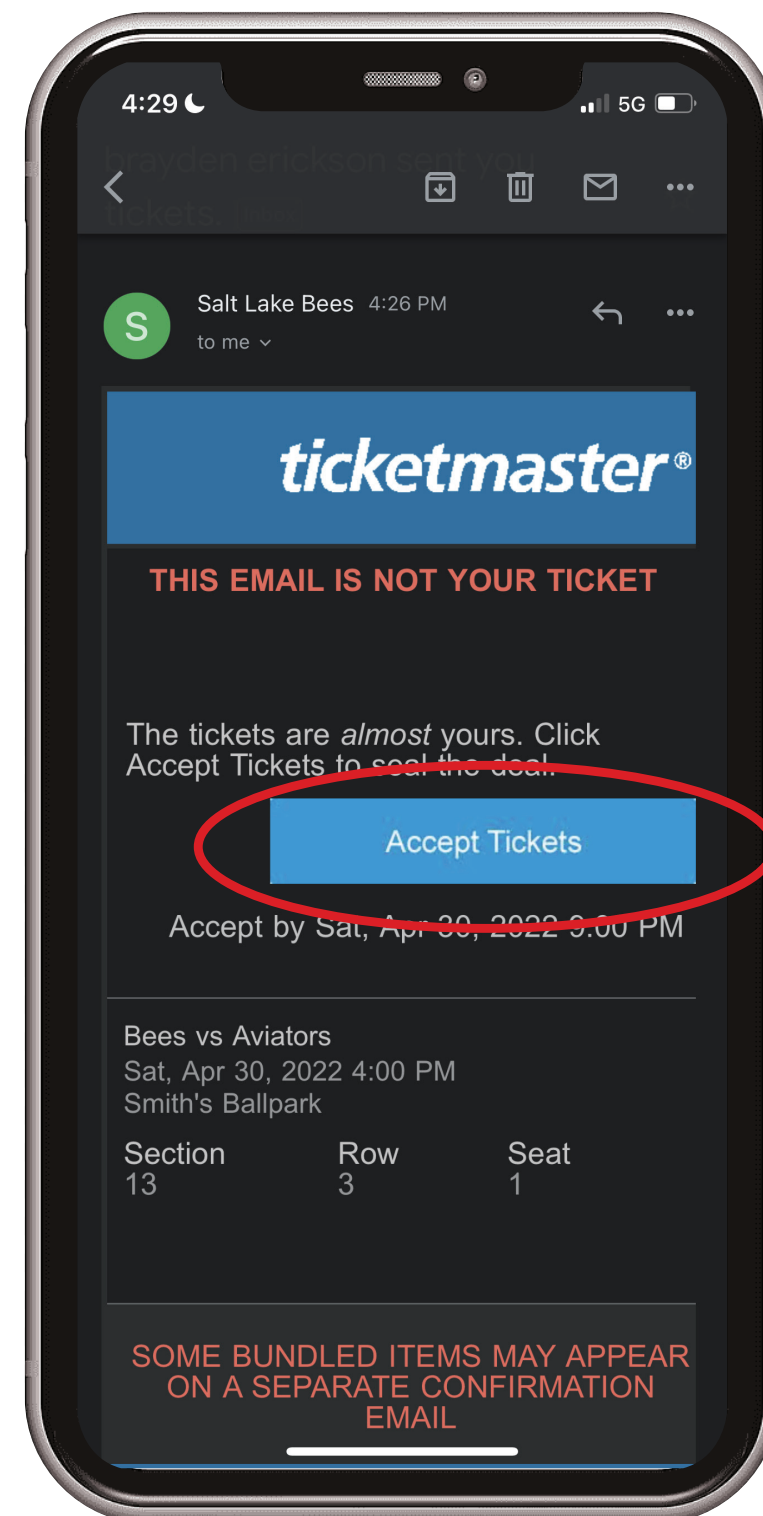 4:29
5G
brayden erickson sent you
tickets.
Salt Lake Bees 4:26 PM
to me
S
ticketmaster®
THIS EMAIL IS NOT YOUR TICKET
The tickets are almost yours. Click
Accept Tickets to seal the deal.
Accept Tickets
Accept by Sat, Apr 30, 2022 9:00 PM
Bees vs Aviators
Sat, Apr 30, 2022 4:00 PM
Smith's Ballpark
Section Row Seat
13 3 1
SOME BUNDLED ITEMS MAY APPEAR
ON A SEPARATE CONFIRMATION
EMAIL